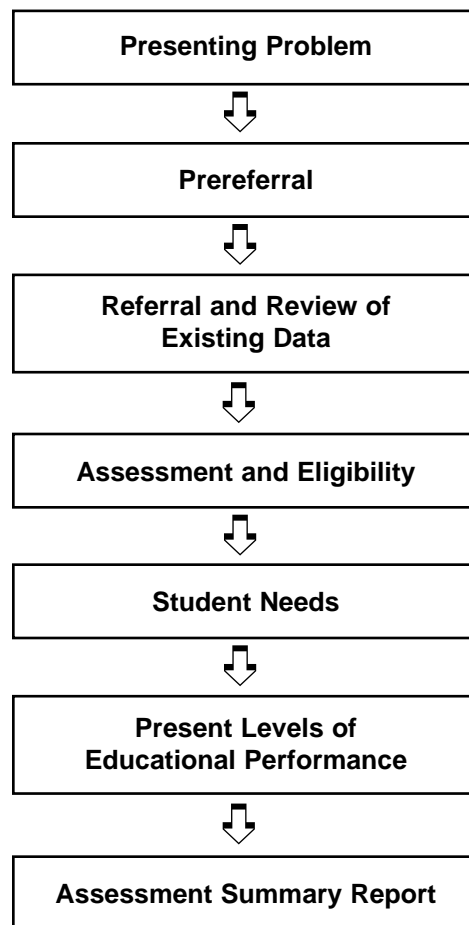 Presenting Problem
Prereferral
Referral and Review of
Existing Data
Assessment and Eligibility
Student Needs
Present Levels of
Educational Performance
Assessment Summary Report